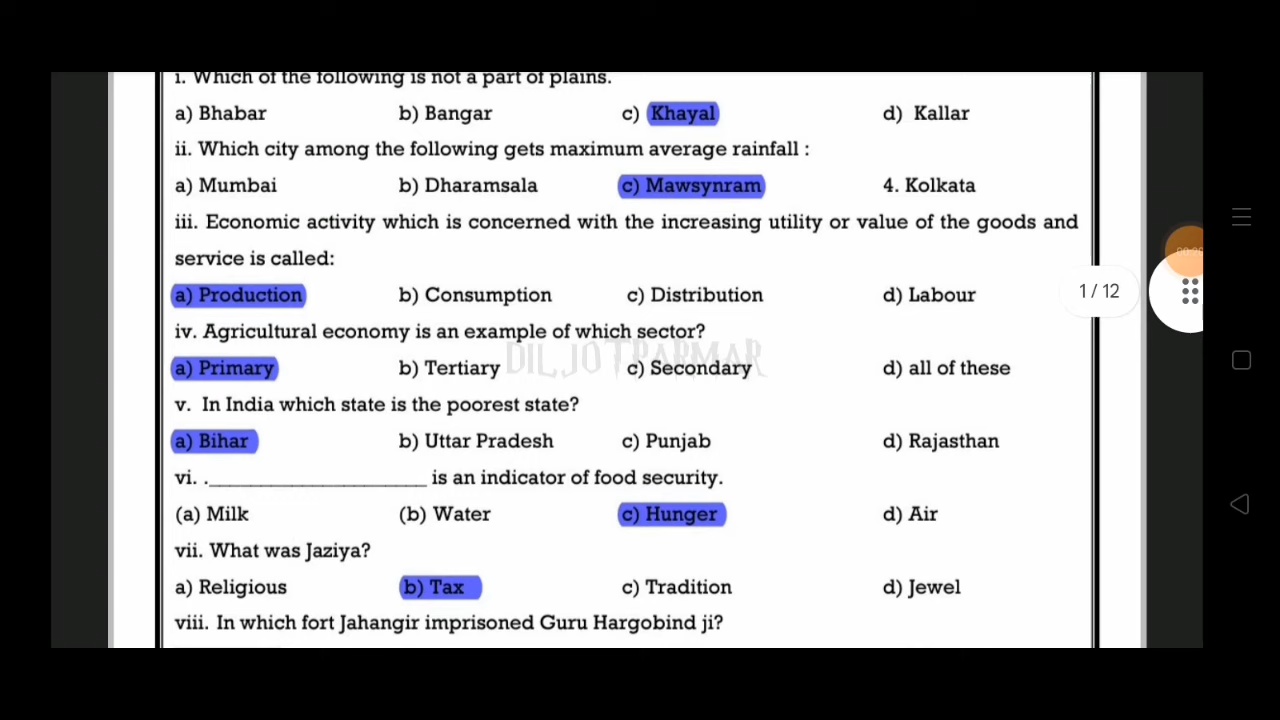 i. Which of the following is not a part of plains.
a) Bhabar b) Bangar c) Khayal d) Kallar
ii. Which city among the following gets maximum average rainfall :
a) Mumbai b) Dharamsala c) Mawsynram 4. Kolkata
iii. Economic activity which is concerned with the increasing utility or value of the goods and
service is called:
a) Production b) Consumption c) Distribution d) Labour
1 / 12
iv. Agricultural economy is an example of which sector?
DILJOTPARMAR
a) Primary b) Tertiary c) Secondary d) all of these
v. In India which state is the poorest state?
a) Bihar b) Uttar Pradesh c) Punjab d) Rajasthan
vi. .______________________ is an indicator of food security.
(a) Milk (b) Water c) Hunger d) Air
vii. What was Jaziya?
a) Religious b) Tax c) Tradition d) Jewel
viii. In which fort Jahangir imprisoned Guru Hargobind ji?